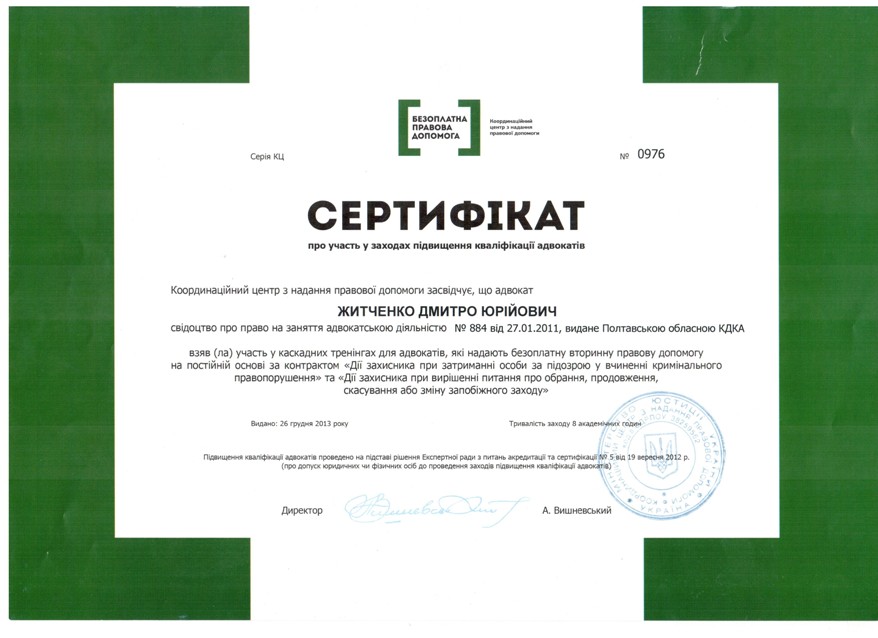 БЕЗОПЛАТНА
ПРАВОВА
ДОПОМОГА
Координаційний
центр з надання
правової допомоги
Серія КЦ
№ 0976
СЕРТИФІКАТ
про участь у заходах підвищення кваліфікації адвокатів
Координаційний центр з надання правової допомоги засвідчує, що адвокат
ЖИТЧЕНКО ДМИТРО ЮРІЙОВИЧ
свідоцтво про право на заняття адвокатською діяльністю № 884 від 27.01.2011, видане Полтавською обласною КДКА
взяв (ла) участь у каскадних тренінгах для адвокатів, які надають безоплатну вторинну правову допомогу
на постійній основі за контрактом «Дії захисника при затриманні особи за підозрою у вчиненні кримінального
правопорушення» та «Дії захисника при вирішенні питання про обрання, продовження,
скасування або зміну запобіжного заходу»
Видано: 26 грудня 2013 року
Тривалість заходу 8 академічних годин
Підвищення кваліфікації адвокатів проведено на підставі рішення Експертної ради з питань акредитації та сертифікації № 5 від 19 вересня 2012 р.
(про допуск юридичних чи фізичних осіб до проведення заходів підвищення кваліфікації адвокатів)
Директор
А. Вишневський
УКРАЇНА